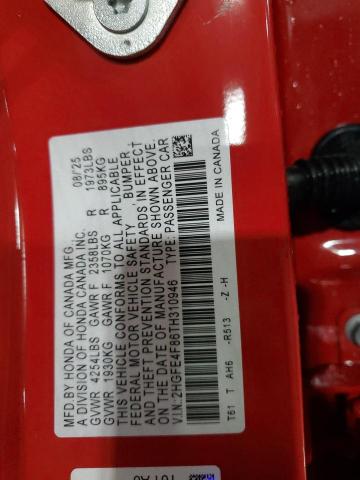 MFD BY HONDA OF CANADA MFG. 08/25
A DIVISION OF HONDA CANADA INC.
GVWR 4254LBS GAWR F 2358LBS R 1973LBS
GVWR 1930KG GAWR F 1070KG R 895KG
THIS VEHICLE CONFORMS TO ALL APPLICABLE
FEDERAL MOTOR VEHICLE SAFETY, BUMPER,
AND THEFT PREVENTION STANDARDS IN EFFECT
ON THE DATE OF MANUFACTURE SHOWN ABOVE.
V.I.N: 2HGFE4F86TH310946 TYPE: PASSENGER CAR
T61 T AH6 -R513 -Z -H MADE IN CANADA